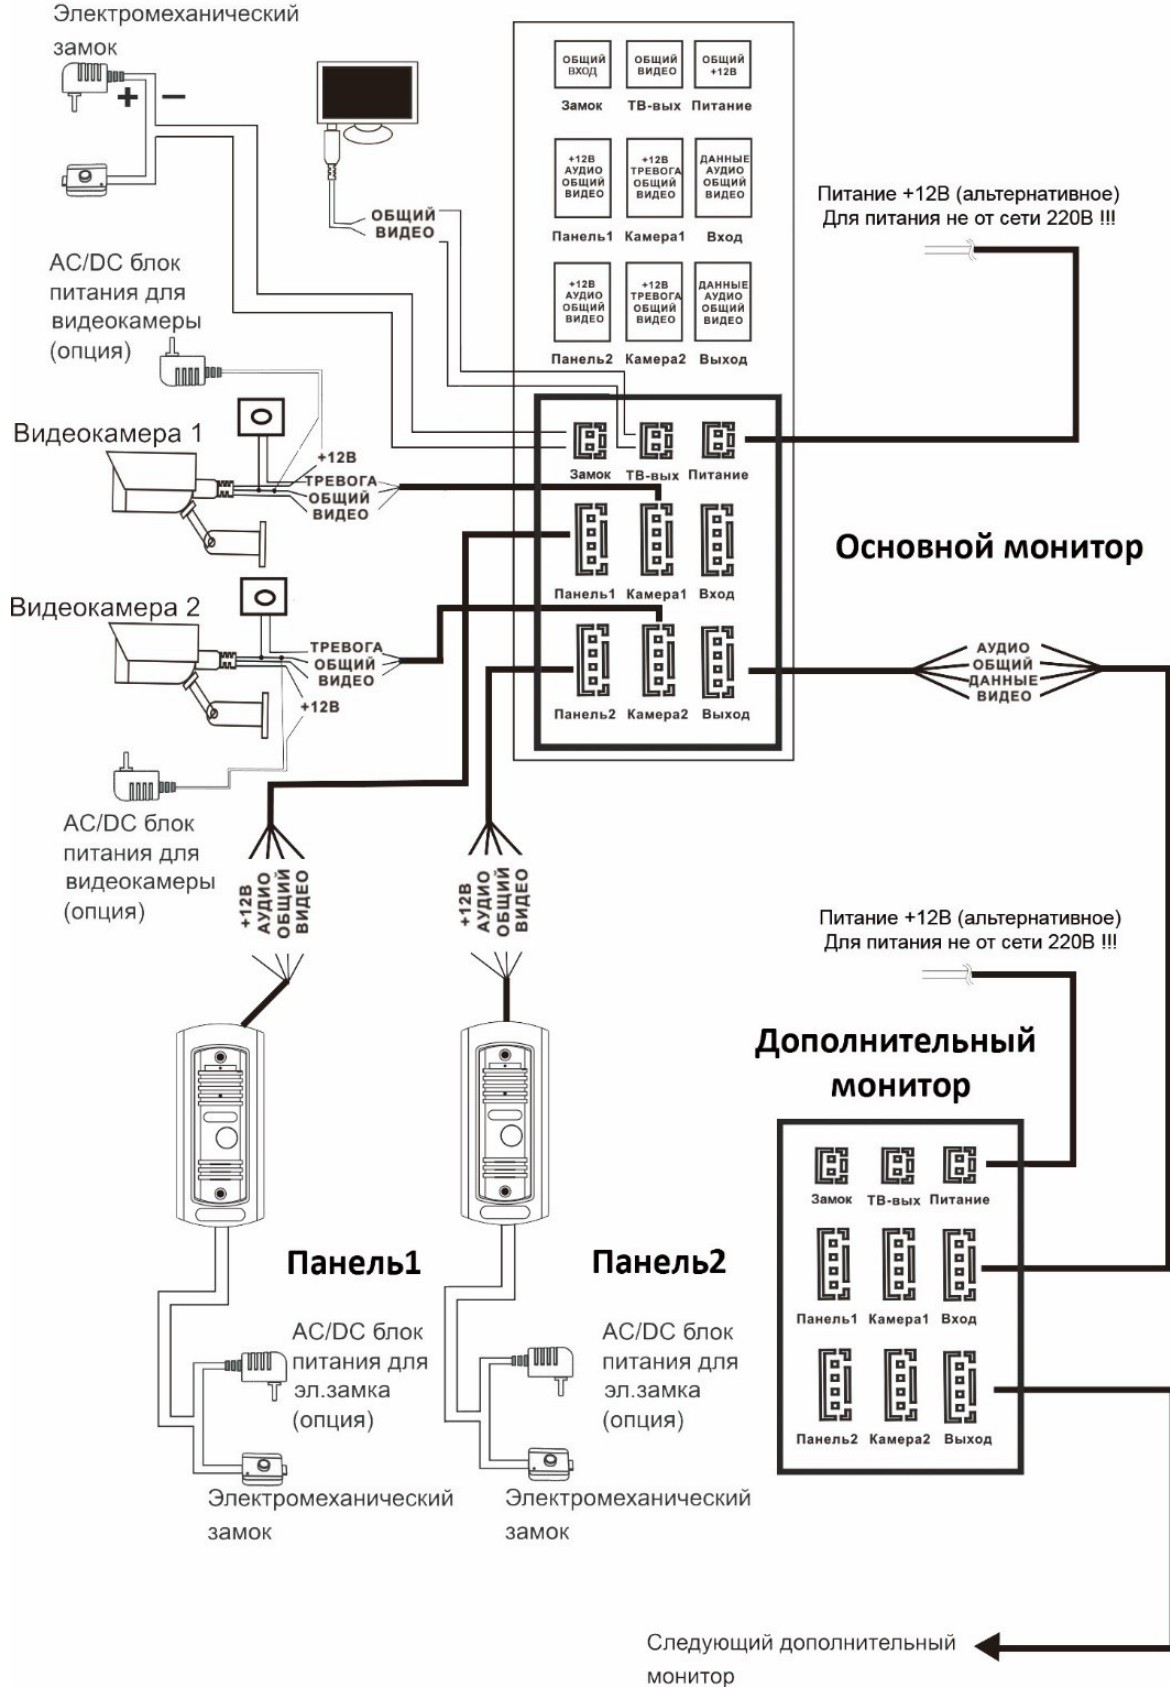 Электромеханический
замок
+ −
ОБЩИЙ
ВХОД
Замок
ОБЩИЙ
ВИДЕО
ТВ-вых
ОБЩИЙ
+12В
Питание
+12В
АУДИО
ОБЩИЙ
ВИДЕО
Панель1
+12В
ТРЕВОГА
ОБЩИЙ
ВИДЕО
Камера1
ДАННЫЕ
АУДИО
ОБЩИЙ
ВИДЕО
Вход
+12В
АУДИО
ОБЩИЙ
ВИДЕО
Панель2
+12В
ТРЕВОГА
ОБЩИЙ
ВИДЕО
Камера2
ДАННЫЕ
АУДИО
ОБЩИЙ
ВИДЕО
Выход
ОБЩИЙ
ВИДЕО
Питание +12В (альтернативное)
Для питания не от сети 220В !!!
AC/DC блок
питания для
видеокамеры
(опция)
Видеокамера 1
+12В
ТРЕВОГА
ОБЩИЙ
ВИДЕО
Замок ТВ-вых Питание
Панель1 Камера1 Вход
Панель2 Камера2 Выход
Основной монитор
Видеокамера 2
ТРЕВОГА
ОБЩИЙ
ВИДЕО
+12В
АУДИО
ОБЩИЙ
ДАННЫЕ
ВИДЕО
AC/DC блок
питания для
видеокамеры
(опция)
+12В
АУДИО
ОБЩИЙ
ВИДЕО
+12В
АУДИО
ОБЩИЙ
ВИДЕО
Питание +12В (альтернативное)
Для питания не от сети 220В !!!
Дополнительный
монитор
Замок ТВ-вых Питание
Панель1 Камера1 Вход
Панель2 Камера2 Выход
Панель1
Панель2
AC/DC блок
питания для
эл.замка
(опция)
AC/DC блок
питания для
эл.замка
(опция)
Электромеханический
замок
Электромеханический
замок
Следующий дополнительный
монитор